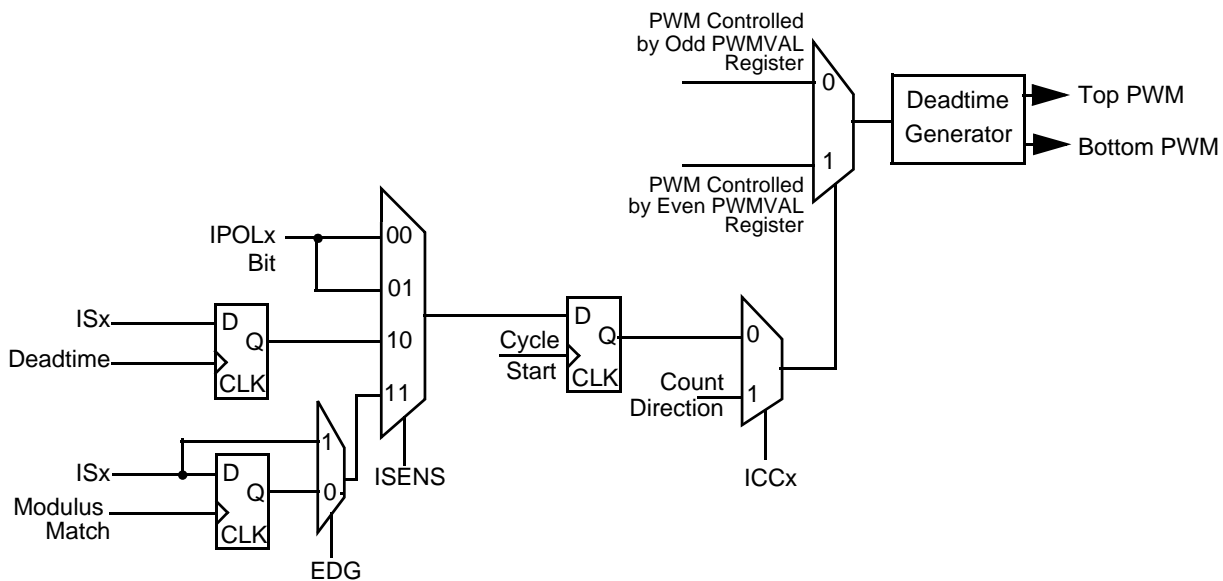 PWM Controlled
by Odd PWMVAL
Register
0
Deadtime
Generator
Top PWM
Bottom PWM
1
PWM Controlled
by Even PWMVAL
Register
IPOLx
Bit
00
01
ISx
D
Q
CLK
Deadtime
10
11
ISENS
Cycle
Start
D
Q
CLK
0
Count
Direction
1
ICCx
ISx
D
Q
CLK
Modulus
Match
1
0
EDG